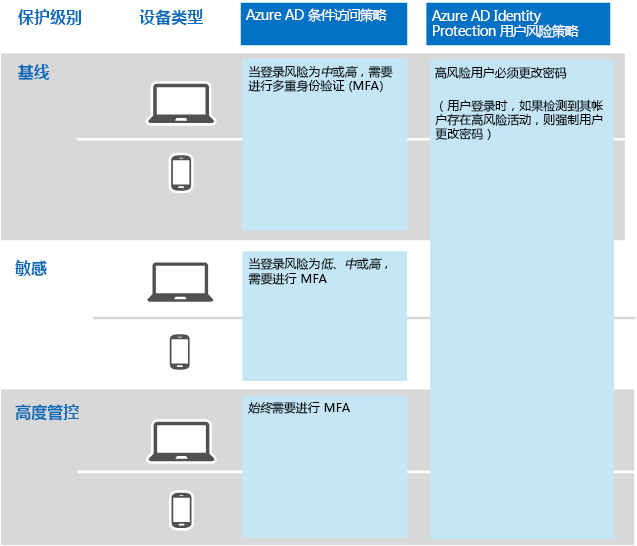 保护级别
设备类型
Azure AD 条件访问策略
Azure AD Identity
Protection 用户风险策略
基线
当登录风险为中或高，需要
进行多重身份验证 (MFA)
高风险用户必须更改密码
（用户登录时，如果检测到其帐
户存在高风险活动，则强制用户
更改密码）
敏感
当登录风险为低、中或高，
需要进行 MFA
高度管控
始终需要进行 MFA